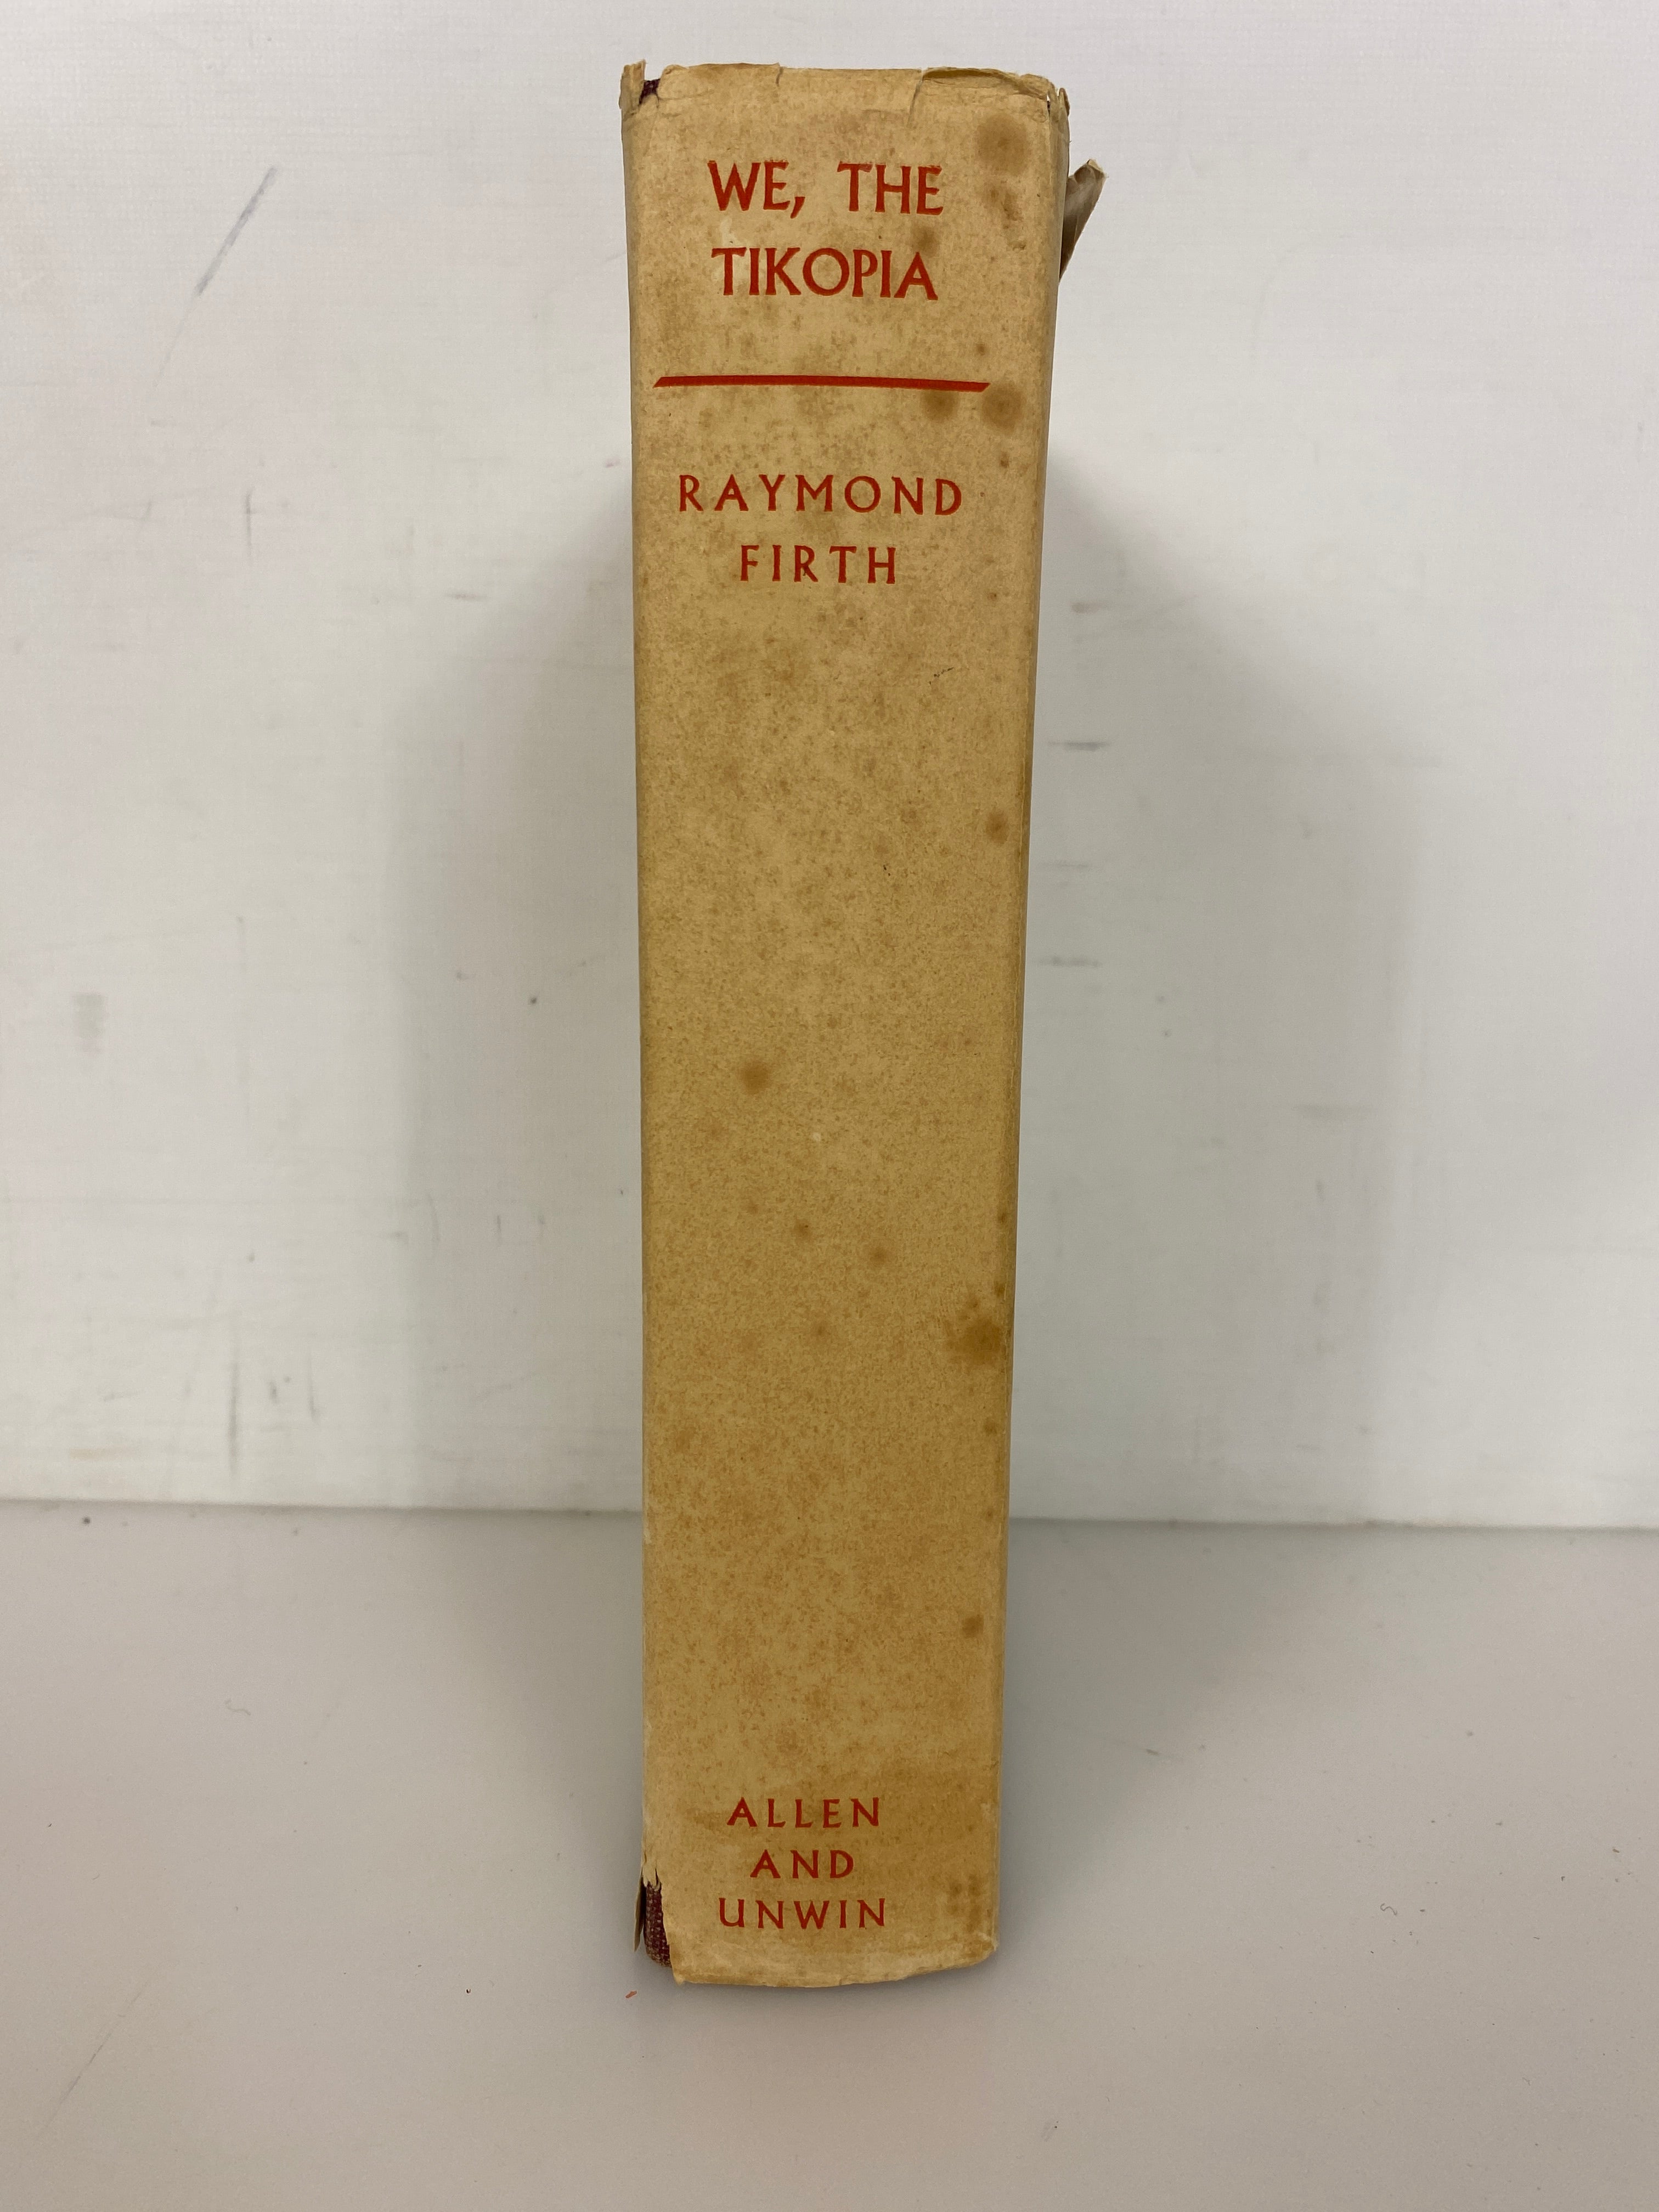 WE, THE
TIKOPIA
RAYMOND
FIRTH
ALLEN
AND
UNWIN